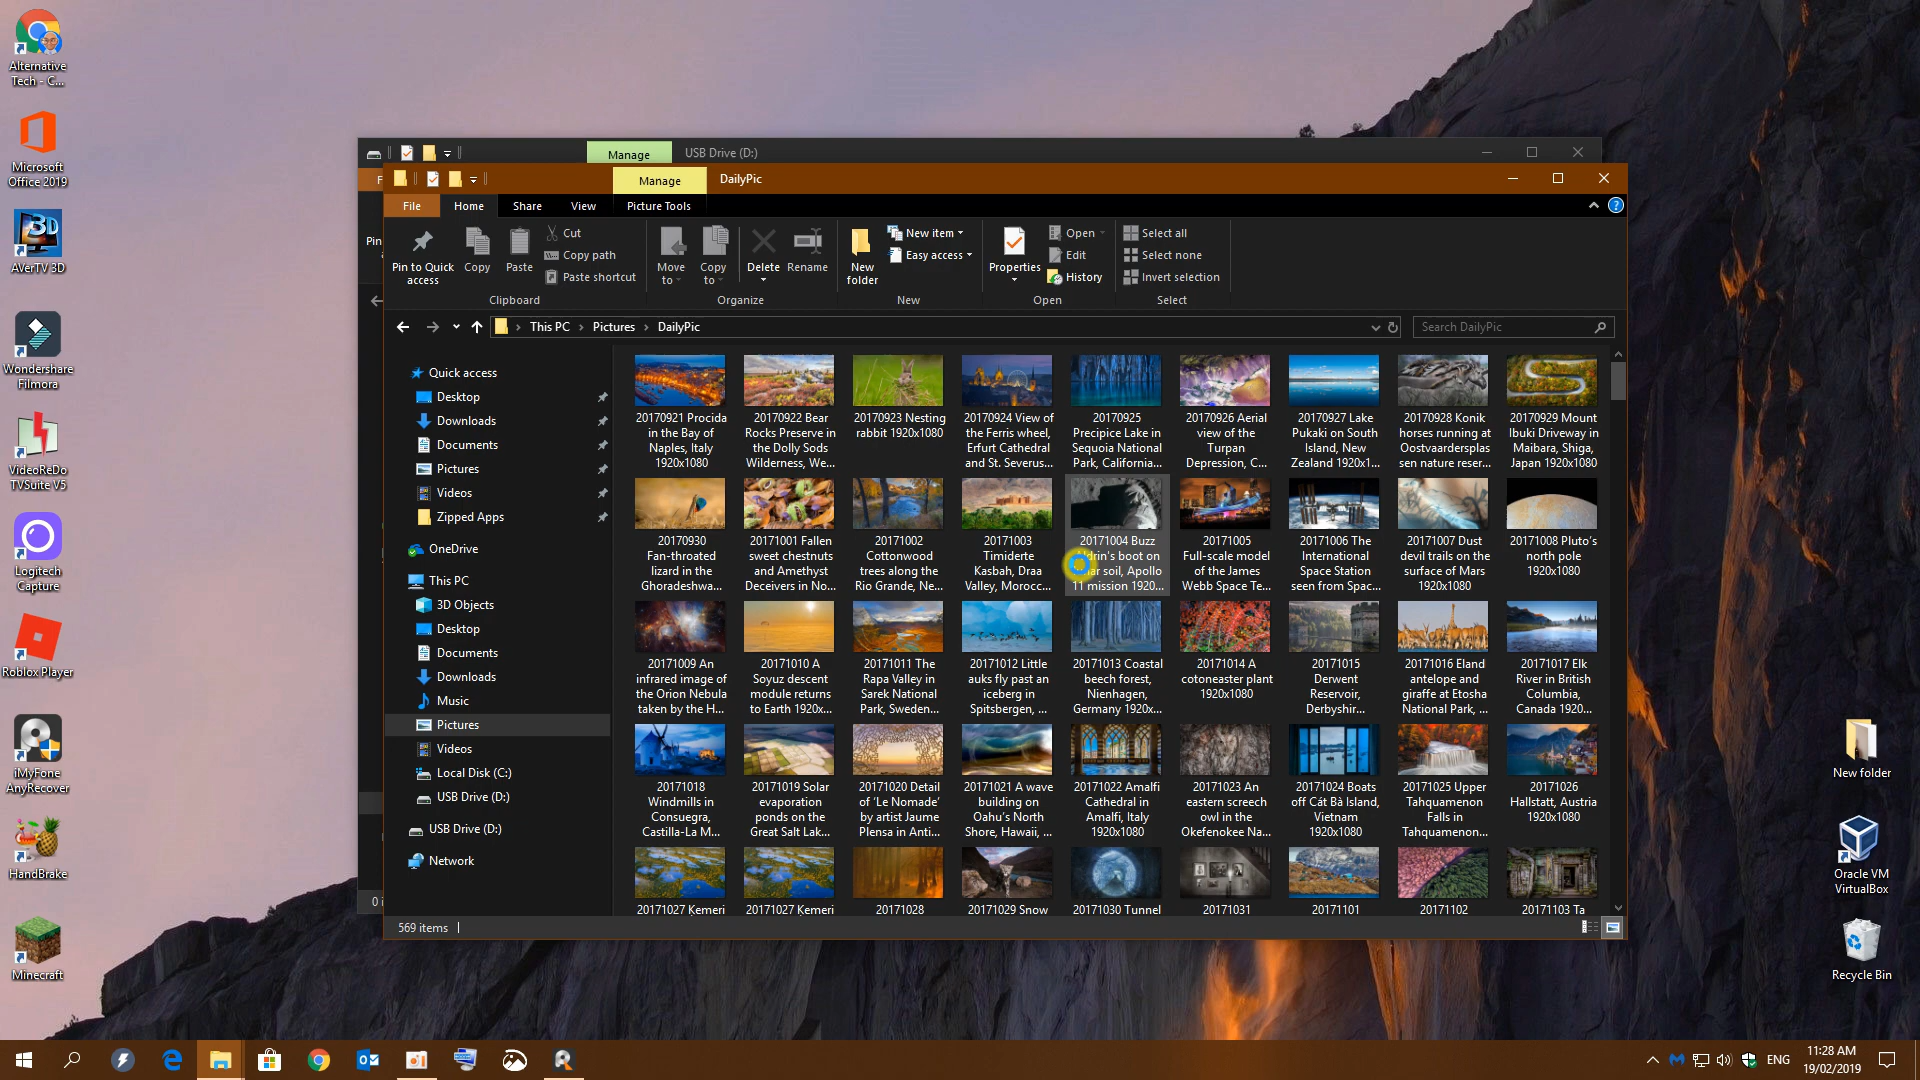 Alternative
Tech - C...
Microsoft
Office 2019
AVerTV 3D
Wondershare
Filmora
VideoReDo
TVSuite V5
Logitech
Capture
Roblox Player
iMyFone
AnyRecover
HandBrake
Minecraft
Manage
USB Drive (D:)
Manage
DailyPic
File
Home
Share
View
Picture Tools
Pin to Quick
access
Copy
Paste
Cut
Copy path
Paste shortcut
Clipboard
Move
to
Copy
to
Delete
Rename
Organize
New
folder
New item
Easy access
New
Properties
Open
Edit
History
Open
Select all
Select none
Invert selection
Select
This PC
Pictures
DailyPic
Search DailyPic
Quick access
Desktop
Downloads
Documents
Pictures
Videos
Zipped Apps
OneDrive
This PC
3D Objects
Desktop
Documents
Downloads
Music
Pictures
Videos
Local Disk (C:)
USB Drive (D:)
USB Drive (D:)
Network
20170921 Procida
in the Bay of
Naples, Italy
1920x1080
20170922 Bear
Rocks Preserve in
the Dolly Sods
Wilderness, We...
20170923 Nesting
rabbit 1920x1080
20170924 View of
the Ferris wheel,
Erfurt Cathedral
and St. Severus...
20170925
Precipice Lake in
Sequoia National
Park, California...
20170926 Aerial
view of the
Turpan
Depression, C...
20170927 Lake
Pukaki on South
Island, New
Zealand 1920x1...
20170928 Konik
horses running at
Oostvaardersplas
sen nature reser...
20170929 Mount
Ibuki Driveway in
Maibara, Shiga,
Japan 1920x1080
20170930
Fan-throated
lizard in the
Ghoradeshwa...
20171001 Fallen
sweet chestnuts
and Amethyst
Deceivers in No...
20171002
Cottonwood
trees along the
Rio Grande, Ne...
20171003
Timiderte
Kasbah, Draa
Valley, Morocc...
20171004 Buzz
Aldrin's boot on
soil, Apollo
11 mission 1920...
20171005
Full-scale model
of the James
Webb Space Te...
20171006 The
International
Space Station
seen from Spac...
20171007 Dust
devil trails on the
surface of Mars
1920x1080
20171008 Pluto's
north pole
1920x1080
20171009 An
infrared image of
the Orion Nebula
taken by the H...
20171010 A
Soyuz descent
module returns
to Earth 1920x...
20171011 The
Rapa Valley in
Sarek National
Park, Sweden...
20171012 Little
auks fly past an
iceberg in
Spitsbergen, ...
20171013 Coastal
beech forest,
Nienhagen,
Germany 1920x...
20171014 A
cotoneaster plant
1920x1080
20171015
Derwent
Reservoir,
Derbyshir...
20171016 Eland
antelope and
giraffe at Etosha
National Park, ...
20171017 Elk
River in British
Columbia,
Canada 1920...
20171018
Windmills in
Consuegra,
Castilla-La M...
20171019 Solar
evaporation
ponds on the
Great Salt Lak...
20171020 Detail
of 'Le Nomade'
by artist Jaume
Plensa in Anti...
20171021 A wave
building on
Oahu's North
Shore, Hawaii, ...
20171022 Amalfi
Cathedral in
Amalfi, Italy
1920x1080
20171023 An
eastern screech
owl in the
Okefenokee Na...
20171024 Boats
off Cát Bà Island,
Vietnam
1920x1080
20171025 Upper
Tahquamenon
Falls in
Tahquamenon...
20171026
Hallstatt, Austria
1920x1080
20171027 Ķemeri
20171027 Ķemeri
20171028
20171029 Snow
20171030 Tunnel
20171031
20171101
20171102
20171103 Ta
569 items
New folder
Oracle VM
VirtualBox
Recycle Bin
ENG
11:28 AM
19/02/2019